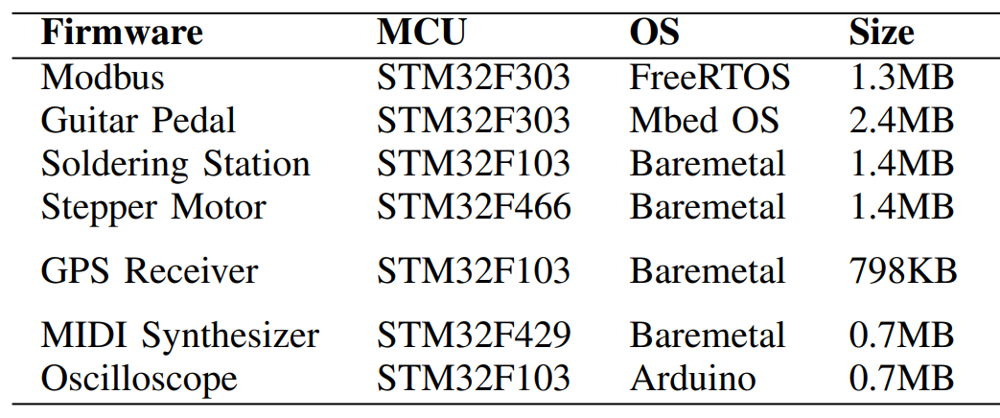 Firmware MCU OS Size
Modbus STM32F303 FreeRTOS 1.3MB
Guitar Pedal STM32F303 Mbed OS 2.4MB
Soldering Station STM32F103 Baremetal 1.4MB
Stepper Motor STM32F466 Baremetal 1.4MB
GPS Receiver STM32F103 Baremetal 798KB
MIDI Synthesizer STM32F429 Baremetal 0.7MB
Oscilloscope STM32F103 Arduino 0.7MB